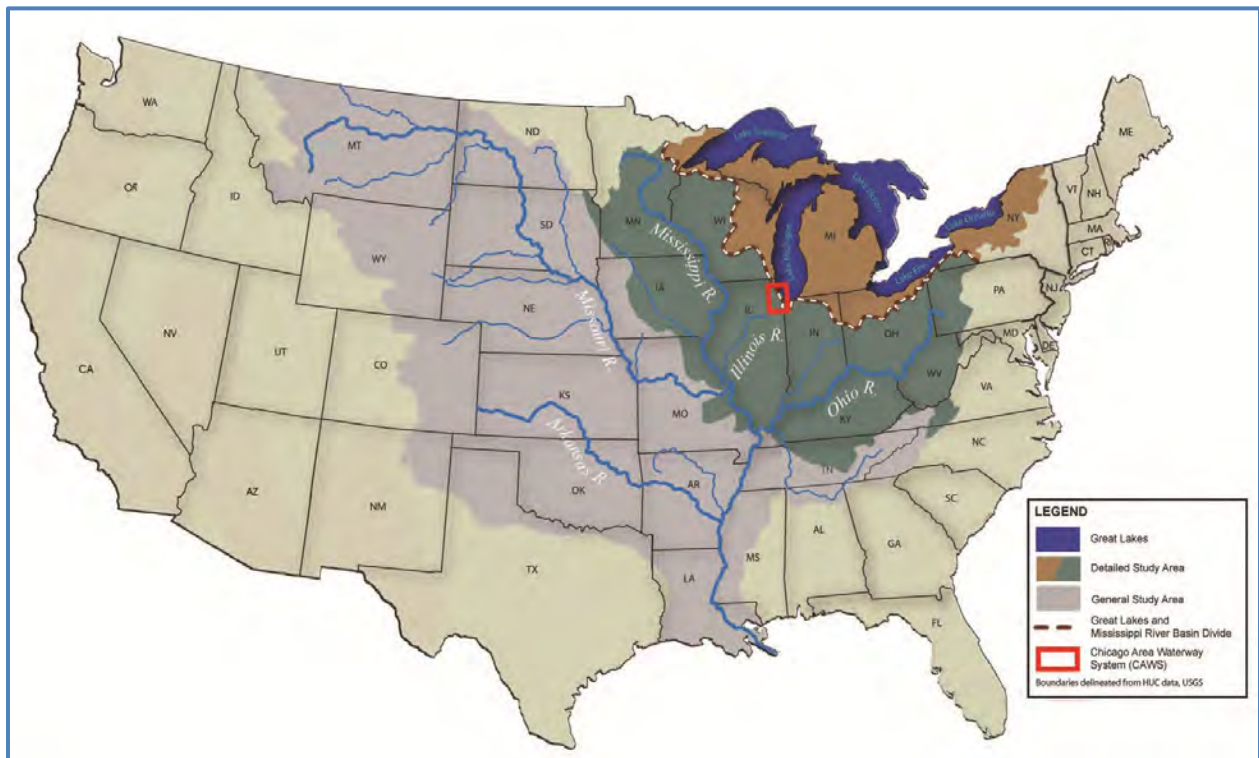 WA
OR
CA
ID
NV
MT
WY
UT
AZ
CO
NM
ND
SD
NE
KS
OK
TX
MN
IA
MO
AR
LA
WI
IL
MI
IN
OH
KY
TN
MS
AL
GA
FL
SC
NC
VA
WV
PA
NY
MD
DE
NJ
CT
RI
MA
VT
NH
ME
Lake Superior
Lake Michigan
Lake Huron
Lake Erie
Lake Ontario
Mississippi R.
Missouri R.
Illinois R.
Ohio R.
Arkansas R.
LEGEND
Great Lakes
Detailed Study Area
General Study Area
Great Lakes and
Mississippi River Basin Divide
Chicago Area Waterway
System (CAWS)
Boundaries delineated from HUC data, USGS